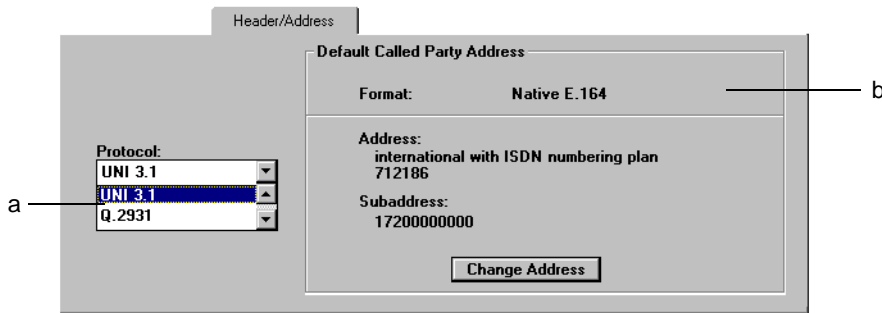 Header/Address
Default Called Party Address
Format: Native E.164
b
Protocol:
UNI 3.1
UNI 3.1
Q.2931
a
Address:
international with ISDN numbering plan
712186
Subaddress:
17200000000
Change Address